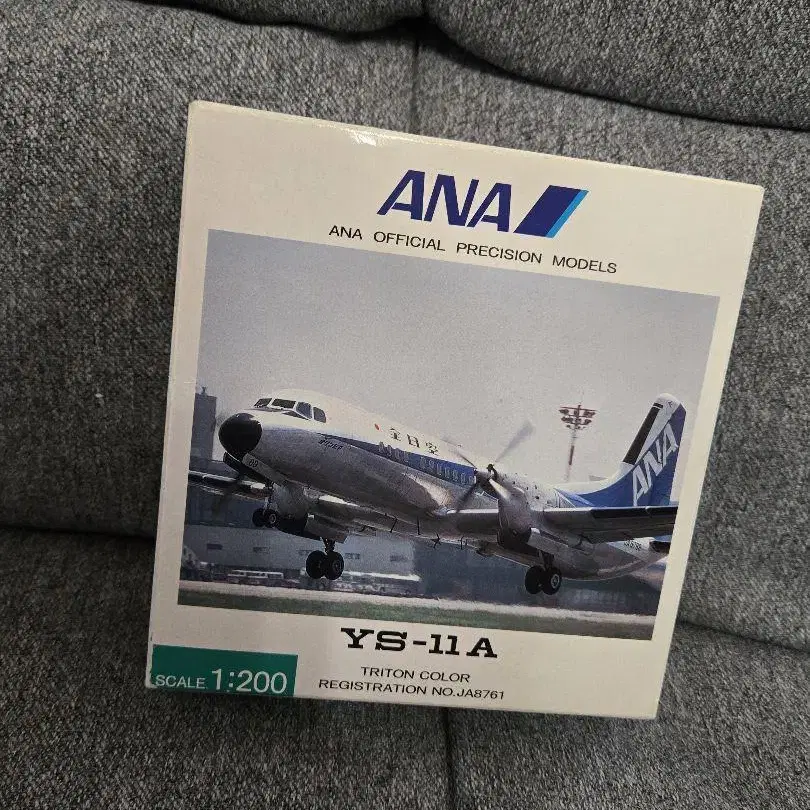 ANA
ANA OFFICIAL PRECISION MODELS
全日空
ANA
YS-11A
SCALE 1:200
TRITON COLOR
REGISTRATION NO.JA8761